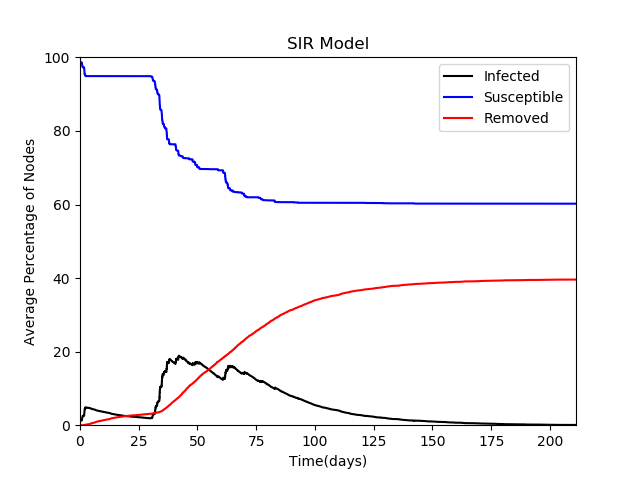 SIR Model
Infected
Susceptible
Removed
Average Percentage of Nodes
100
80
60
40
20
0
0 25 50 75 100 125 150 175 200
Time(days)